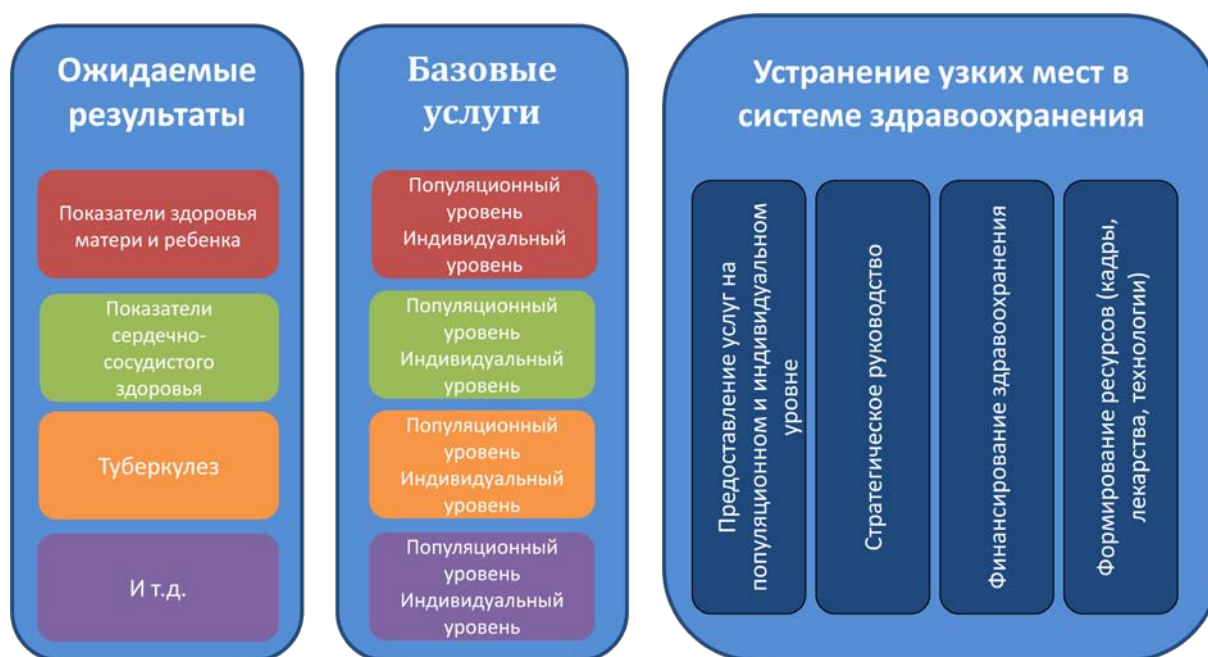 Ожидаемые
результаты
Показатели здоровья
матери и ребенка
Показатели
сердечно-
сосудистого
здоровья
Туберкулез
И т.д.
Базовые
услуги
Популяционный
уровень
Индивидуальный
уровень
Популяционный
уровень
Индивидуальный
уровень
Популяционный
уровень
Индивидуальный
уровень
Популяционный
уровень
Индивидуальный
уровень
Устранение узких мест в
системе здравоохранения
Предоставление услуг на
популяционном и индивидуальном
уровне
Стратегическое руководство
Финансирование здравоохранения
Формирование ресурсов (кадры,
лекарства, технологии)